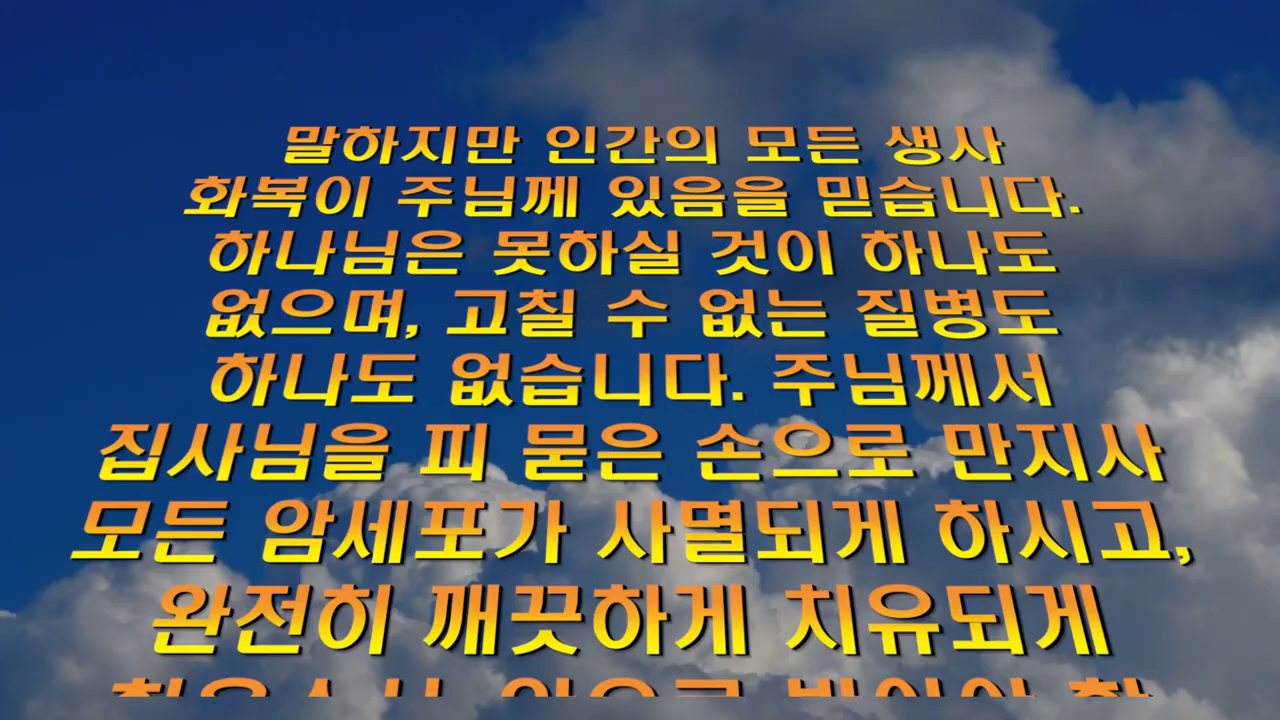 말하지만 인간의 모든 생사
화복이 주님께 있음을 믿습니다.
하나님은 못하실 것이 하나도
없으며, 고칠 수 없는 질병도
하나도 없습니다. 주님께서
집사님을 피 묻은 손으로 만지사
모든 암세포가 사멸되게 하시고,
완전히 깨끗하게 치유되게